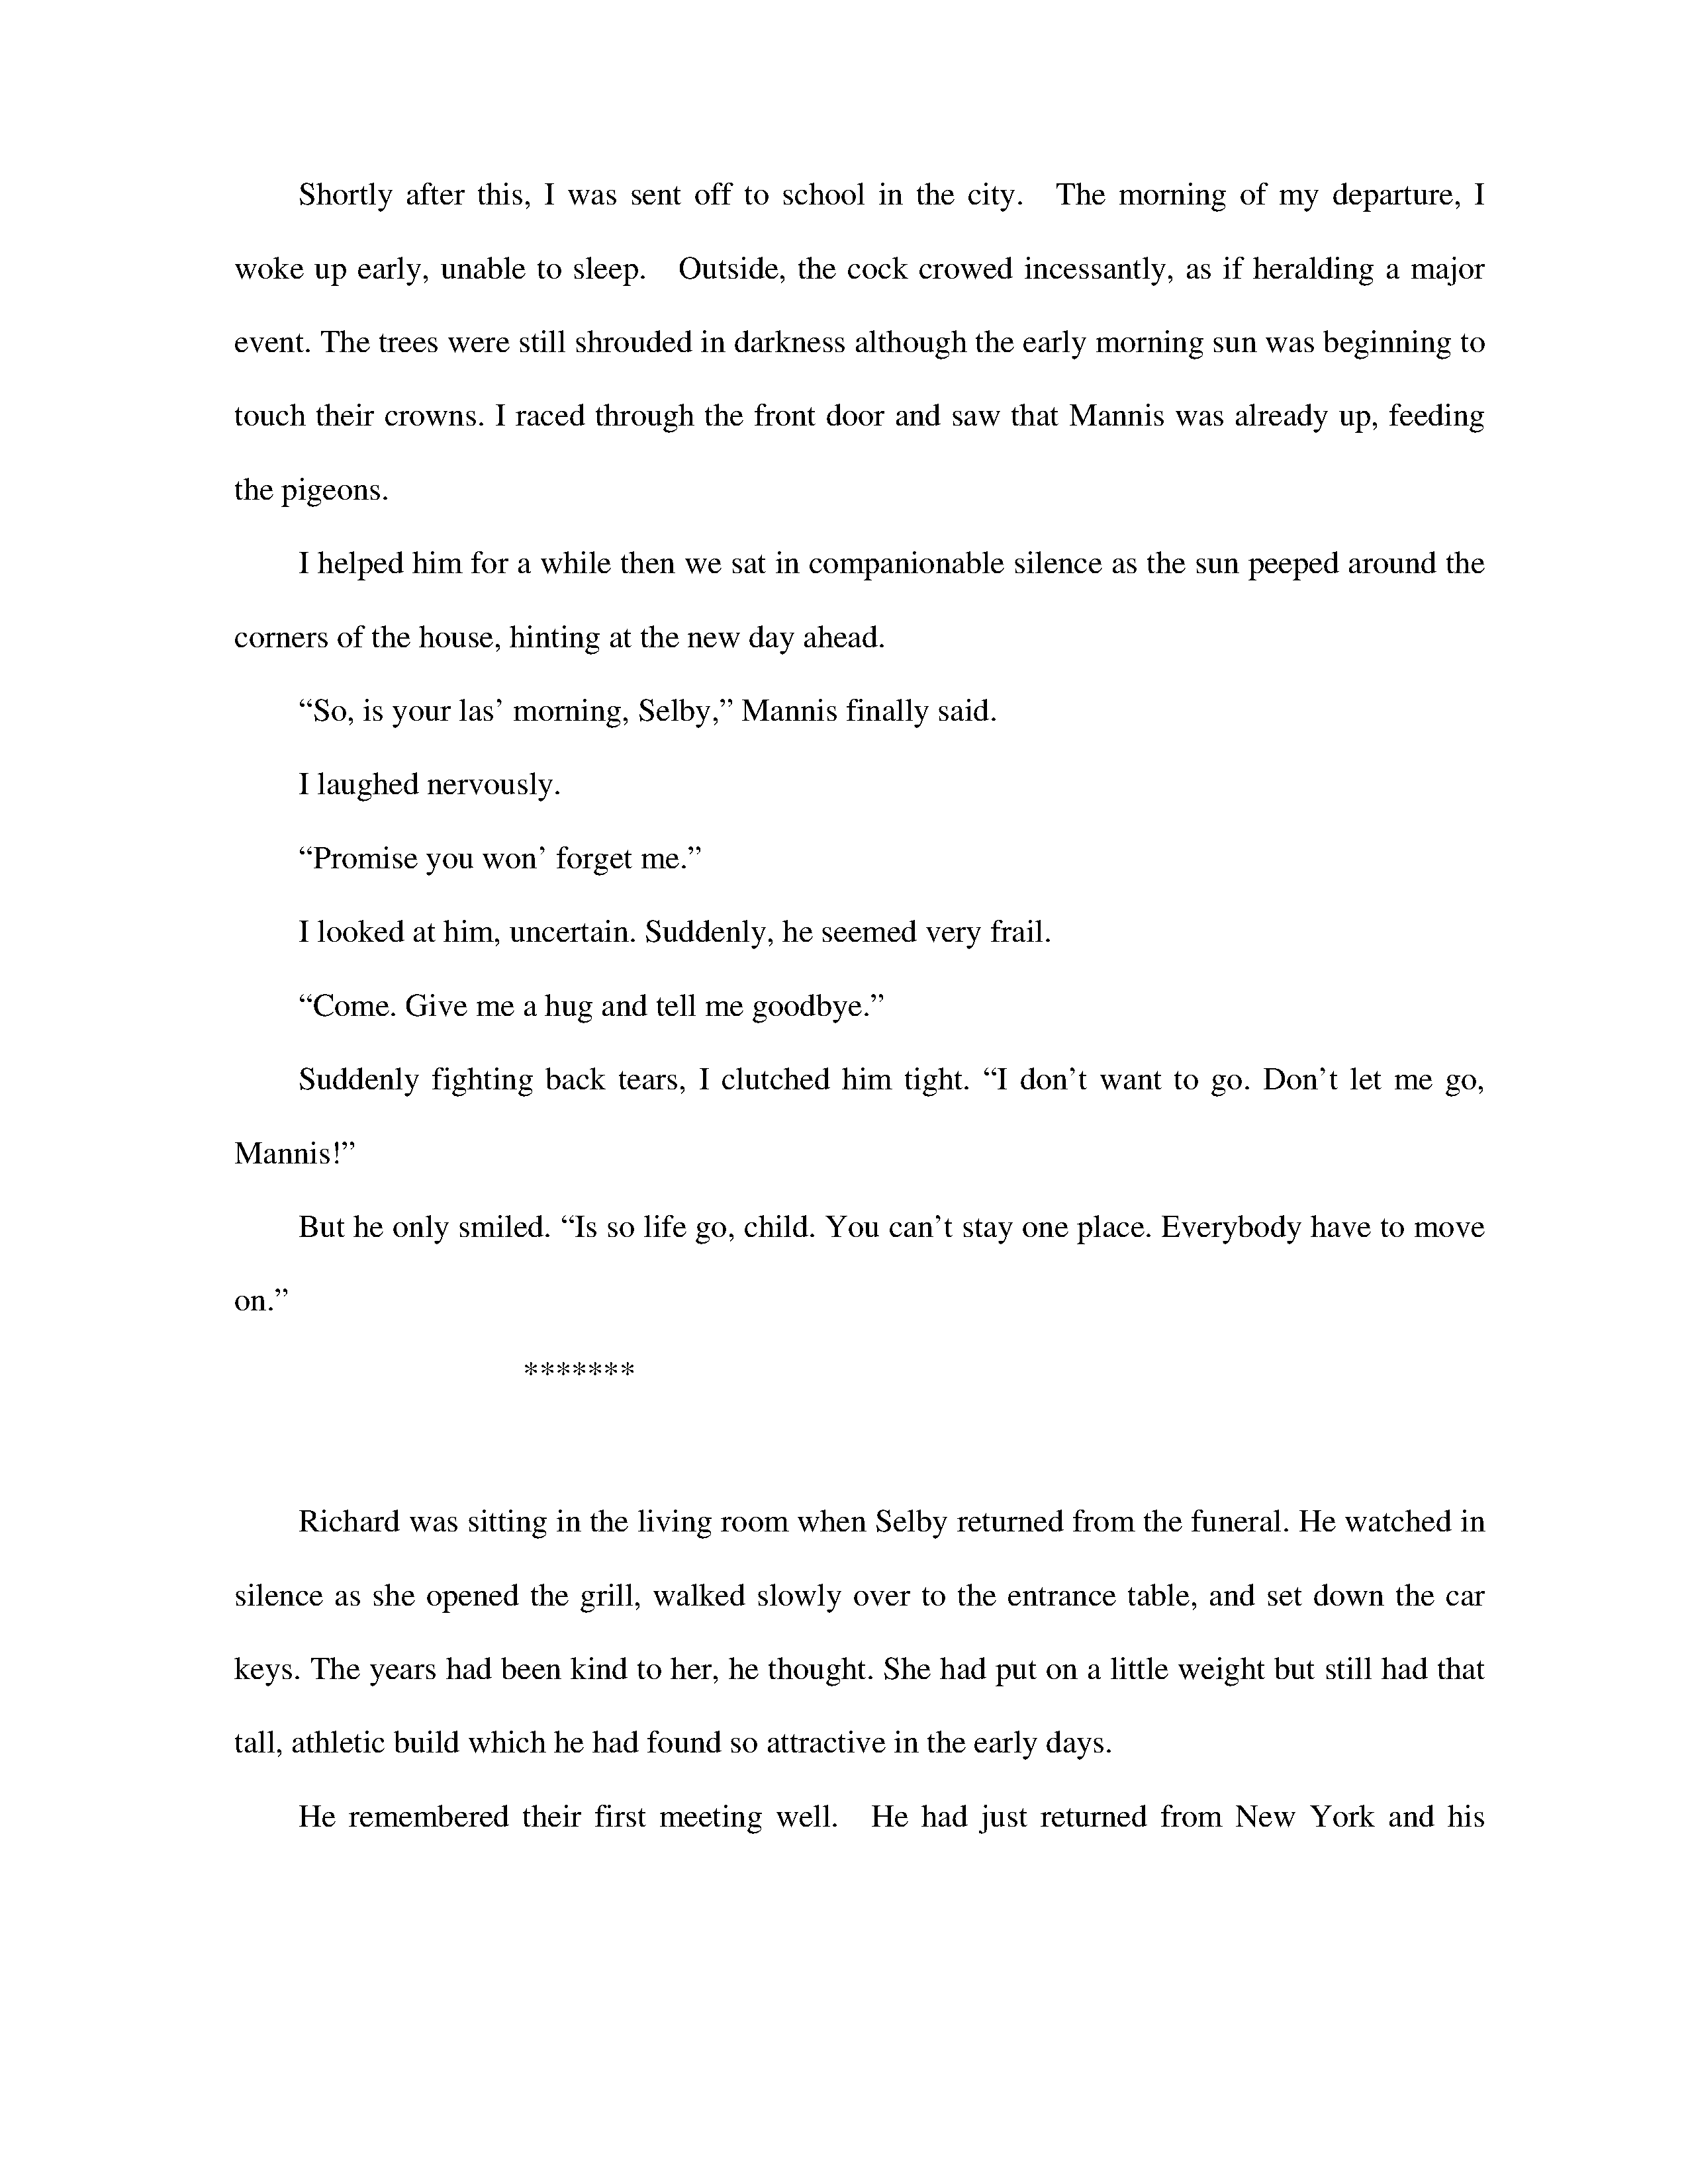 Shortly after this, I was sent off to school in the city.   The morning of my departure, I
woke up early, unable to sleep.   Outside, the cock crowed incessantly, as if heralding a major
event. The trees were still shrouded in darkness although the early morning sun was beginning to
touch their crowns. I raced through the front door and saw that Mannis was already up, feeding
the pigeons.
I helped him for a while then we sat in companionable silence as the sun peeped around the
corners of the house, hinting at the new day ahead.
“So, is your las’ morning, Selby,” Mannis finally said.
I laughed nervously.
“Promise you won’ forget me.”
I looked at him, uncertain. Suddenly, he seemed very frail.
“Come. Give me a hug and tell me goodbye.”
Suddenly fighting back tears, I clutched him tight. “I don’t want to go. Don’t let me go,
Mannis!”
But he only smiled. “Is so life go, child. You can’t stay one place. Everybody have to move
on.”
*******
Richard was sitting in the living room when Selby returned from the funeral. He watched in
silence as she opened the grill, walked slowly over to the entrance table, and set down the car
keys. The years had been kind to her, he thought. She had put on a little weight but still had that
tall, athletic build which he had found so attractive in the early days.
He remembered their first meeting well.   He had just returned from New York and his